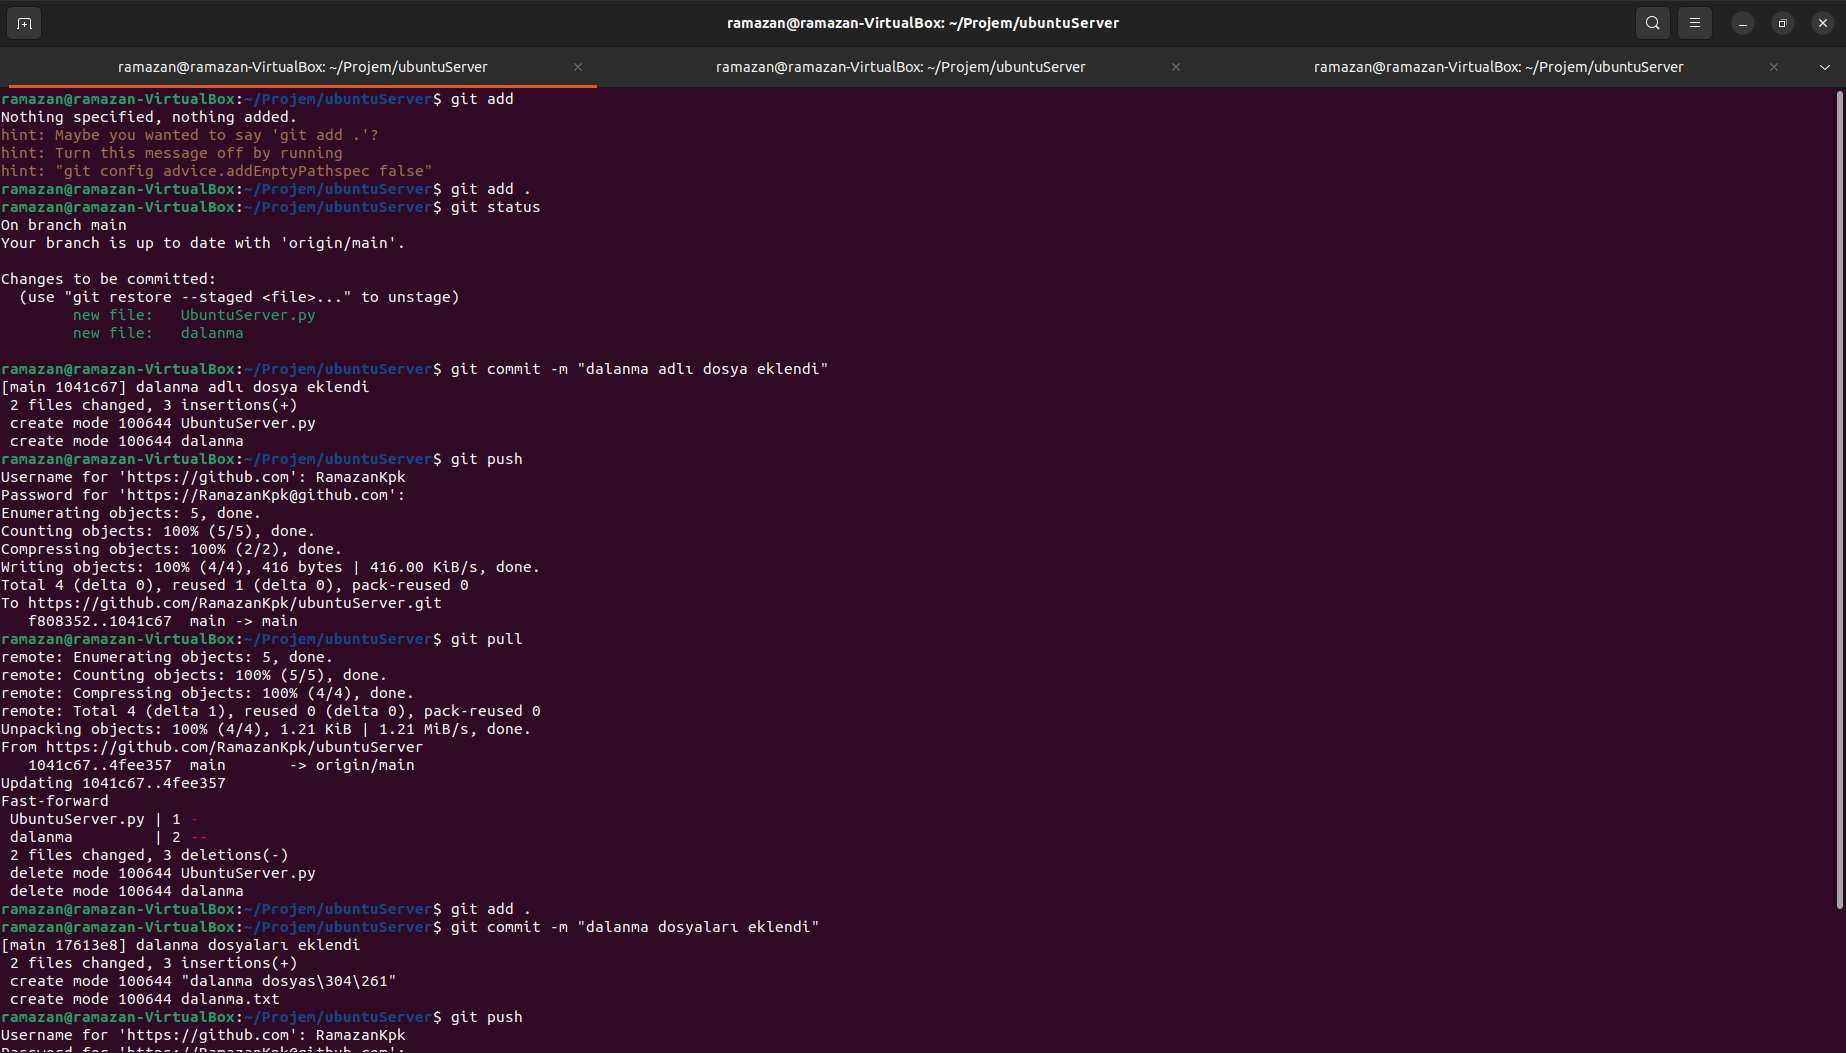 ramazan@ramazan-VirtualBox: ~/Projem/ubuntuServer
ramazan@ramazan-VirtualBox: ~/Projem/ubuntuServer
ramazan@ramazan-VirtualBox: ~/Projem/ubuntuServer
ramazan@ramazan-VirtualBox: ~/Projem/ubuntuServer
ramazan@ramazan-VirtualBox:~/Projem/ubuntuServer$ git add
Nothing specified, nothing added.
hint: Maybe you wanted to say 'git add .'?
hint: Turn this message off by running
hint: "git config advice.addEmptyPathspec false"
ramazan@ramazan-VirtualBox:~/Projem/ubuntuServer$ git add .
ramazan@ramazan-VirtualBox:~/Projem/ubuntuServer$ git status
On branch main
Your branch is up to date with 'origin/main'.
Changes to be committed:
  (use "git restore --staged <file>..." to unstage)
        new file:   UbuntuServer.py
        new file:   dalanma
ramazan@ramazan-VirtualBox:~/Projem/ubuntuServer$ git commit -m "dalanma adlı dosya eklendi"
[main 1041c67] dalanma adlı dosya eklendi
 2 files changed, 3 insertions(+)
 create mode 100644 UbuntuServer.py
 create mode 100644 dalanma
ramazan@ramazan-VirtualBox:~/Projem/ubuntuServer$ git push
Username for 'https://github.com': RamazanKpk
Password for 'https://RamazanKpk@github.com':
Enumerating objects: 5, done.
Counting objects: 100% (5/5), done.
Compressing objects: 100% (2/2), done.
Writing objects: 100% (4/4), 416 bytes | 416.00 KiB/s, done.
Total 4 (delta 0), reused 1 (delta 0), pack-reused 0
To https://github.com/RamazanKpk/ubuntuServer.git
   f808352..1041c67  main -> main
ramazan@ramazan-VirtualBox:~/Projem/ubuntuServer$ git pull
remote: Enumerating objects: 5, done.
remote: Counting objects: 100% (5/5), done.
remote: Compressing objects: 100% (4/4), done.
remote: Total 4 (delta 1), reused 0 (delta 0), pack-reused 0
Unpacking objects: 100% (4/4), 1.21 KiB | 1.21 MiB/s, done.
From https://github.com/RamazanKpk/ubuntuServer
   1041c67..4fee357  main       -> origin/main
Updating 1041c67..4fee357
Fast-forward
 UbuntuServer.py | 1 -
 dalanma         | 2 --
 2 files changed, 3 deletions(-)
 delete mode 100644 UbuntuServer.py
 delete mode 100644 dalanma
ramazan@ramazan-VirtualBox:~/Projem/ubuntuServer$ git add .
ramazan@ramazan-VirtualBox:~/Projem/ubuntuServer$ git commit -m "dalanma dosyaları eklendi"
[main 17613e8] dalanma dosyaları eklendi
 2 files changed, 3 insertions(+)
 create mode 100644 "dalanma dosyas\304\261"
 create mode 100644 dalanma.txt
ramazan@ramazan-VirtualBox:~/Projem/ubuntuServer$ git push
Username for 'https://github.com': RamazanKpk
Password for 'https://RamazanKpk@github.com':